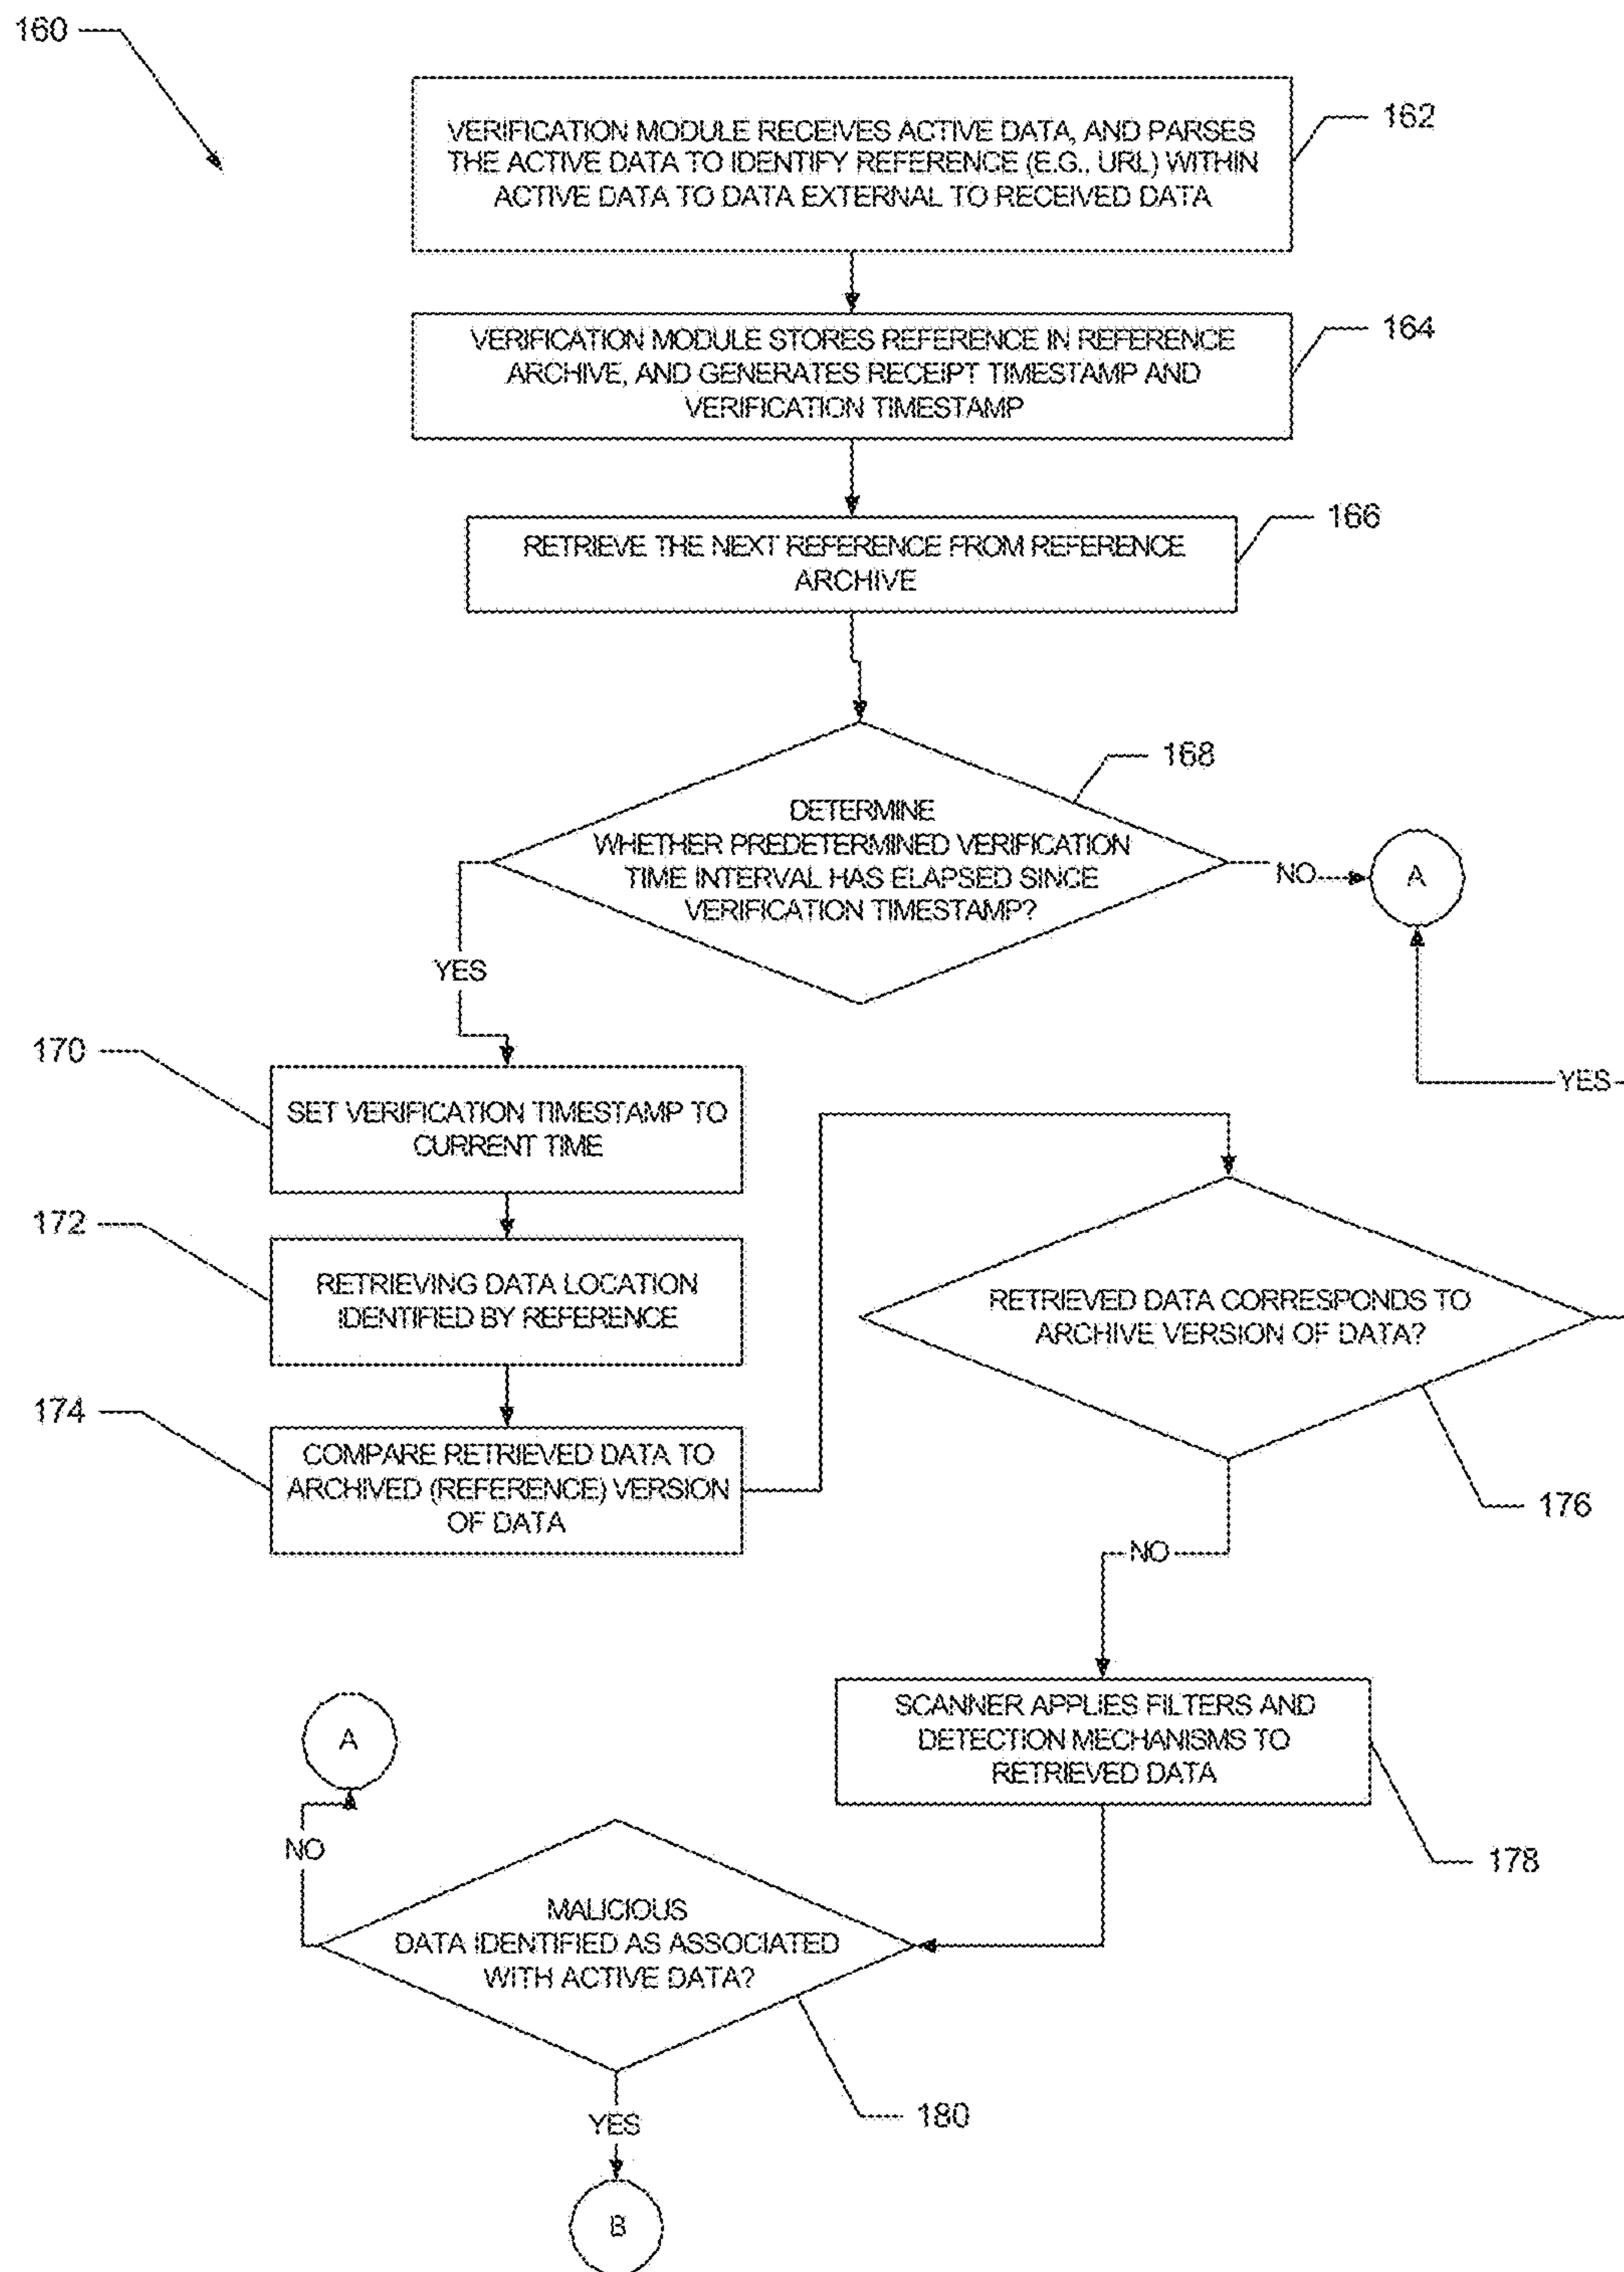 160
VERIFICATION MODULE RECEIVES ACTIVE DATA, AND PARSES
THE ACTIVE DATA TO IDENTIFY REFERENCE (E.G., URL) WITHIN
ACTIVE DATA TO DATA EXTERNAL TO RECEIVED DATA
162
VERIFICATION MODULE STORES REFERENCE IN REFERENCE
ARCHIVE, AND GENERATES RECEIPT TIMESTAMP AND
VERIFICATION TIMESTAMP
164
RETRIEVE THE NEXT REFERENCE FROM REFERENCE
ARCHIVE
166
DETERMINE
WHETHER PREDETERMINED VERIFICATION
TIME INTERVAL HAS ELAPSED SINCE
VERIFICATION TIMESTAMP?
168
NO
A
YES
YES
170
SET VERIFICATION TIMESTAMP TO
CURRENT TIME
172
RETRIEVING DATA LOCATION
IDENTIFIED BY REFERENCE
174
COMPARE RETRIEVED DATA TO
ARCHIVED (REFERENCE) VERSION
OF DATA
RETRIEVED DATA CORRESPONDS TO
ARCHIVE VERSION OF DATA?
176
NO
SCANNER APPLIES FILTERS AND
DETECTION MECHANISMS TO
RETRIEVED DATA
178
A
NO
MALICIOUS
DATA IDENTIFIED AS ASSOCIATED
WITH ACTIVE DATA?
180
YES
B